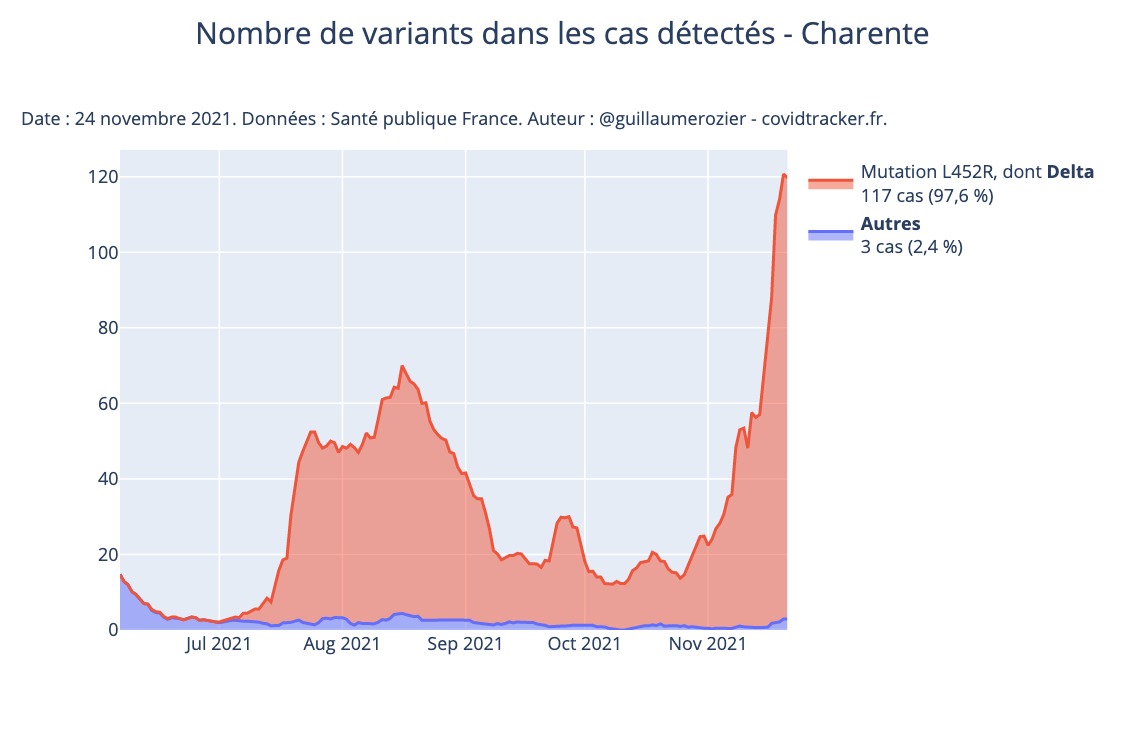 Nombre de variants dans les cas détectés - Charente
Date : 24 novembre 2021. Données : Santé publique France. Auteur : @guillaumerozier - covidtracker.fr.
Mutation L452R, dont Delta
117 cas (97,6 %)
Autres
3 cas (2,4 %)
120
100
80
60
40
20
0
Jul 2021 Aug 2021 Sep 2021 Oct 2021 Nov 2021